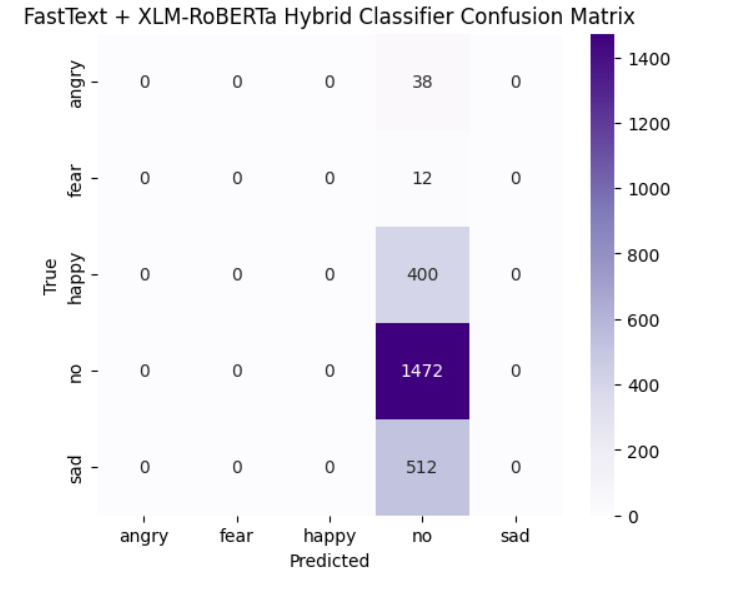 FastText + XLM-RoBERTa Hybrid Classifier Confusion Matrix
angry 0 0 0 38 0
fear 0 0 0 12 0
happy 0 0 0 400 0
no 0 0 0 1472 0
sad 0 0 0 512 0
angry fear happy no sad
Predicted
True
1400
1200
1000
800
600
400
200
0